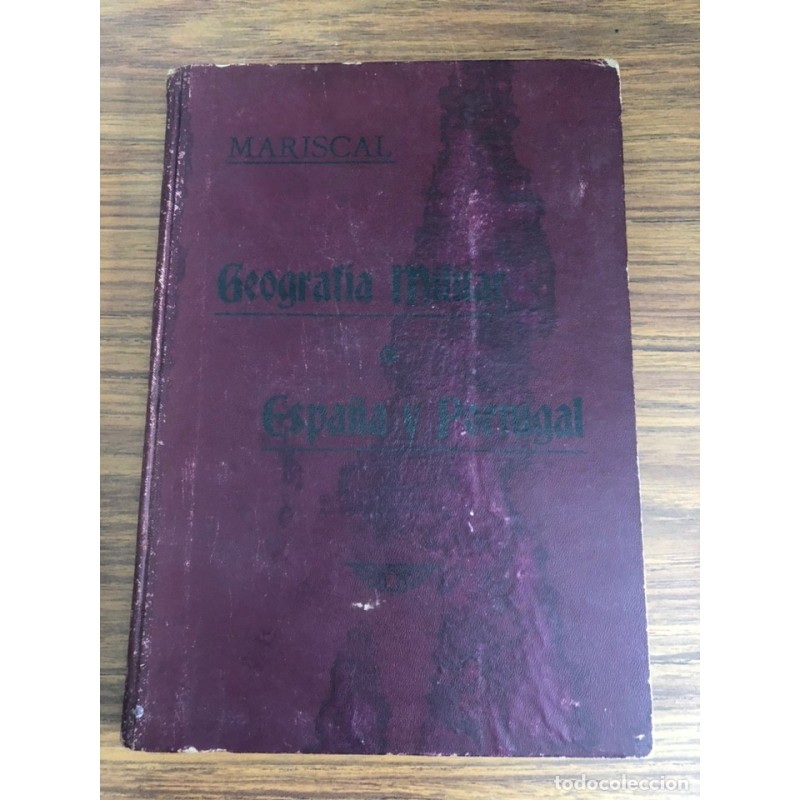 MARISCAL
Geografía Militar
de
España y Portugal
todocoleccion